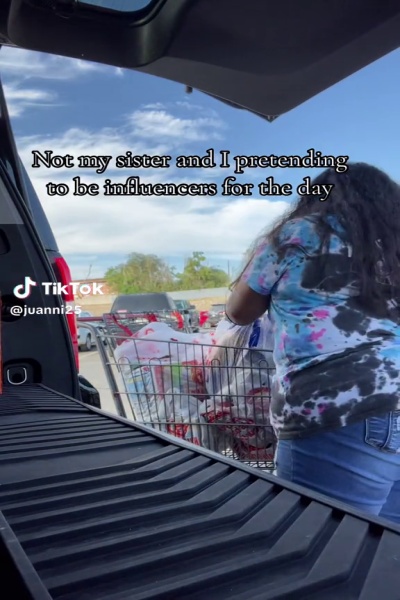 Not my sister and I pretending
to be influencers for the day
TikTok
@juanni25